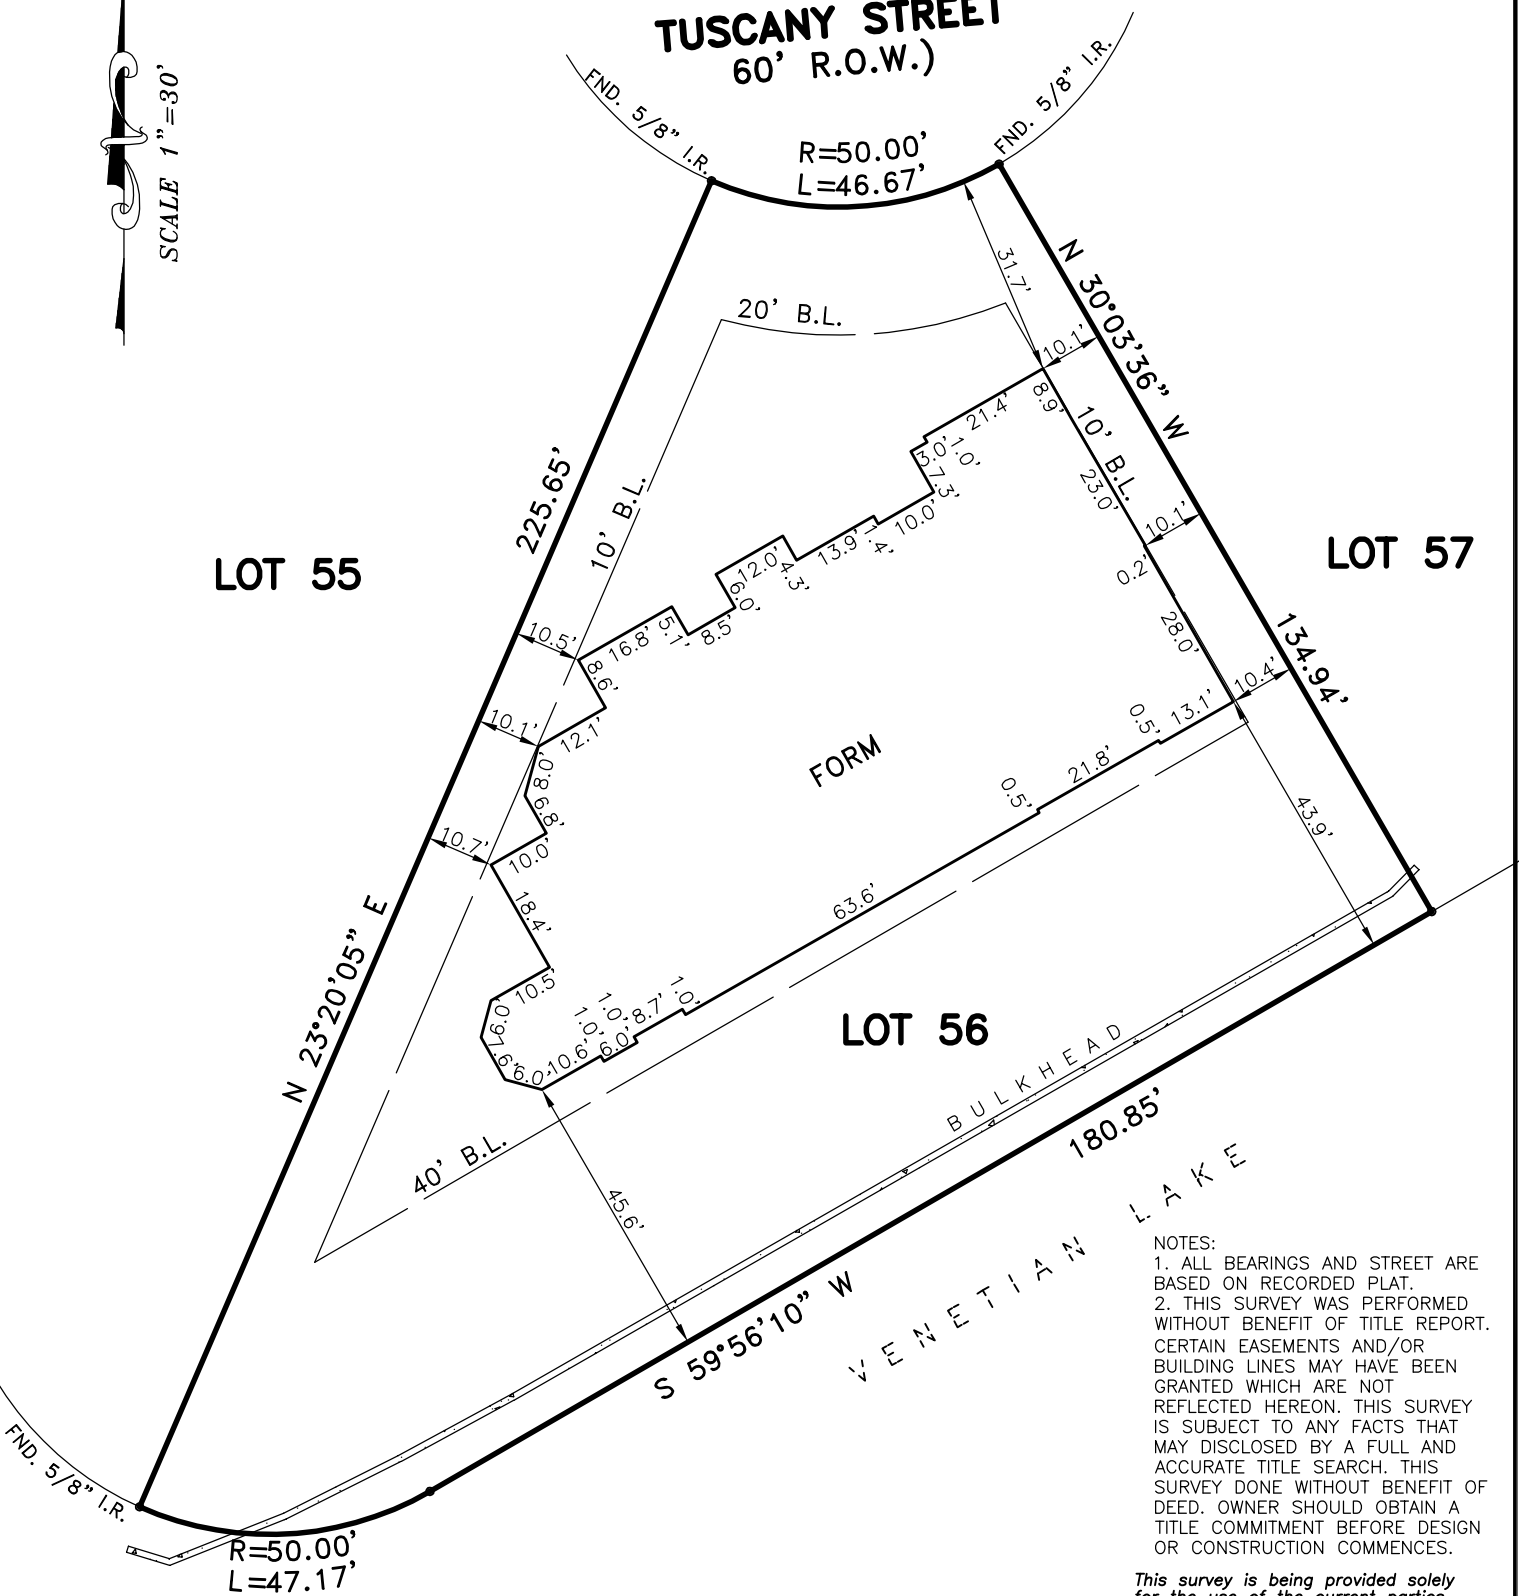 TUSCANY STREET
60' R.O.W.)
SCALE 1"=30'
FND. 5/8" I.R.
FND. 5/8" I.R.
R=50.00'
L=46.67'
31.7'
N 30°03'36" W
20' B.L.
10.1'
21.4'
8.9'
10' B.L.
3.0'
1.0'
7.3'
23.0'
225.65'
10' B.L.
10.0'
1.4'
13.9'
10.1'
LOT 55
LOT 57
12.0'
4.3'
6.0'
0.2'
10.5'
16.8'
5.1'
8.5'
28.0'
134.94'
8.6'
10.4'
10.1'
12.1'
0.5'
13.1'
FORM
8.0'
21.8'
0.5'
6.8'
43.9'
10.7'
10.0'
63.6'
18.4'
N 23°20'05" E
10.5'
6.0'
1.0'
1.0'
8.7'
1.0'
LOT 56
7.6'
6.0'
10.6'
6.0'
BULKHEAD
180.85'
40' B.L.
45.6'
VENETIAN LAKE
S 59°56'10" W
FND. 5/8" I.R.
R=50.00'
L=47.17'
NOTES:
1. ALL BEARINGS AND STREET ARE
BASED ON RECORDED PLAT.
2. THIS SURVEY WAS PERFORMED
WITHOUT BENEFIT OF TITLE REPORT.
CERTAIN EASEMENTS AND/OR
BUILDING LINES MAY HAVE BEEN
GRANTED WHICH ARE NOT
REFLECTED HEREON. THIS SURVEY
IS SUBJECT TO ANY FACTS THAT
MAY DISCLOSED BY A FULL AND
ACCURATE TITLE SEARCH. THIS
SURVEY DONE WITHOUT BENEFIT OF
DEED. OWNER SHOULD OBTAIN A
TITLE COMMITMENT BEFORE DESIGN
OR CONSTRUCTION COMMENCES.
This survey is being provided solely
for the use of the current parties